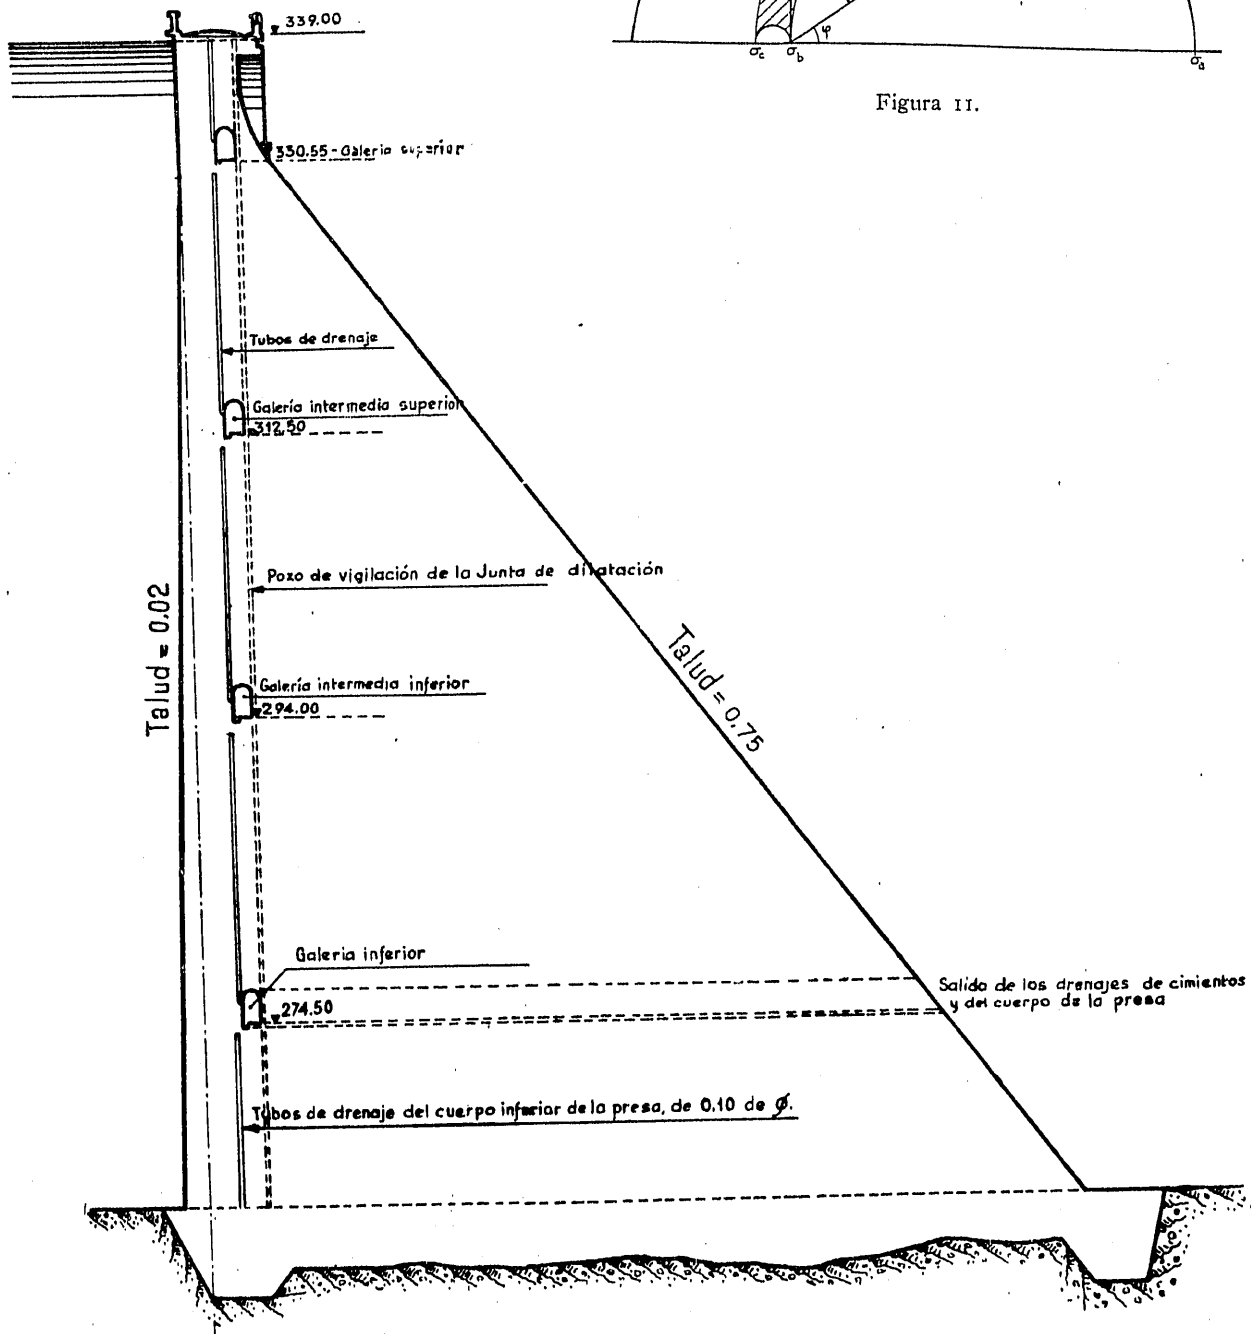 339.00
φ
σc σb
σa
Figura 11.
330.55-Galería superior
Tubos de drenaje
Galería intermedia superior
312.50
Pozo de vigilación de la Junta de dilatación
Talud = 0.02
Talud = 0.75
Galería intermedia inferior
294.00
Galeria inferior
274.50
Salida de los drenajes de cimientos
y del cuerpo de la presa
Tubos de drenaje del cuerpo inferior de la presa, de 0.10 de Ø.